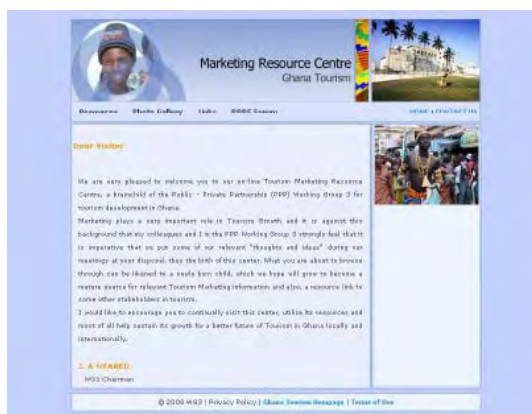 Marketing Resource Centre
Ghana Tourism
Resources Photo Gallery Links PPP3 Forum HOME | CONTACT US
Dear Visitor
We are very pleased to welcome you to our on-line Tourism Marketing Resource
Centre, a brainchild of the Public - Private Partnership (PPP) Working Group 3 for
tourism development in Ghana.
Marketing plays a very important role in Tourism Growth and it is against this
background that my colleagues and I in the PPP Working Group 3 strongly feel that it
is imperative that we put some of our relevant "thoughts and ideas" during our
meetings at your disposal, thus the birth of this center. What you are about to browse
through can be likened to a newly born child, which we hope will grow to become a
mature source for relevant Tourism Marketing information and also, a resource link to
some other stakeholders in tourism.
I would like to encourage you to continually visit this center, utilize its resources and
most of all help sustain its growth for a better future of Tourism in Ghana locally and
internationally.
J. A
WG3 Chairman
© 2008 WG3 | Privacy Policy | Ghana Tourism Homepage | Terms of Use